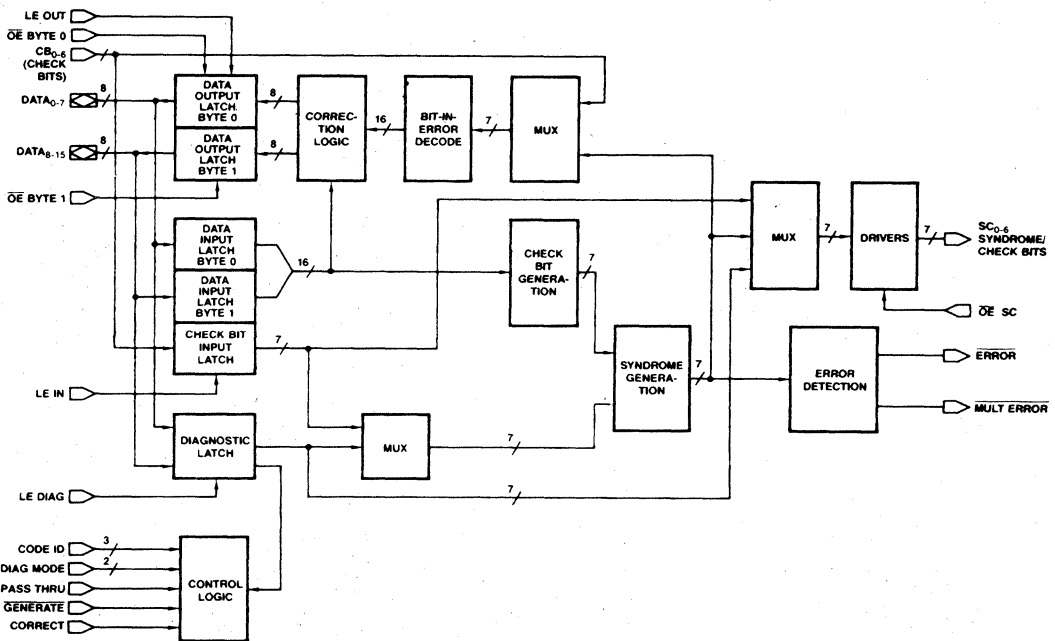 LE OUT
OE BYTE 0
CB0-6
(CHECK
BITS)
DATA0-7
8
DATA8-15
8
OE BYTE 1
DATA
OUTPUT
LATCH
BYTE 0
DATA
OUTPUT
LATCH
BYTE 1
8
8
CORREC-
TION
LOGIC
16
BIT-IN-
ERROR
DECODE
7
MUX
DATA
INPUT
LATCH
BYTE 0
DATA
INPUT
LATCH
BYTE 1
CHECK BIT
INPUT
LATCH
16
7
CHECK
BIT
GENERA-
TION
7
MUX
7
DRIVERS
7
SC0-6
SYNDROME/
CHECK BITS
OE SC
LE IN
SYNDROME
GENERA-
TION
7
ERROR
DETECTION
ERROR
MULT ERROR
DIAGNOSTIC
LATCH
MUX
7
7
LE DIAG
CODE ID
3
DIAG MODE
2
PASS THRU
GENERATE
CORRECT
CONTROL
LOGIC